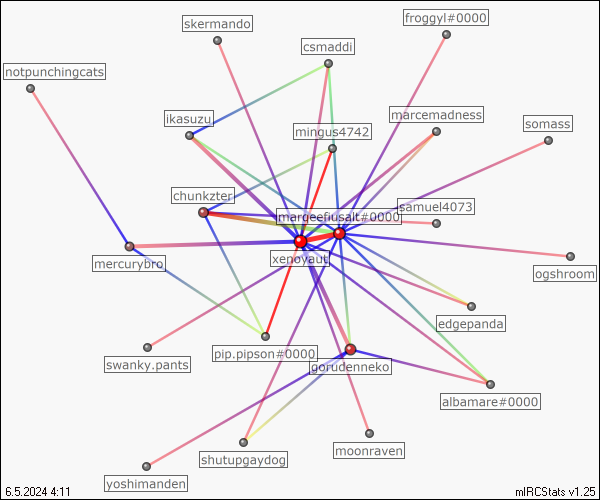 froggyl#0000
skermando
csmaddi
notpunchingcats
ikasuzu
marcemadness
somass
mingus4742
chunkzter
samuel4073
margeefusalt#0000
xenoyaut
mercurybro
ogshroom
edgepanda
pip.pipson#0000
swanky.pants
gorudenneko
albamare#0000
moonraven
shutupgaydog
yoshimanden
6.5.2024 4:11
mIRCStats v1.25